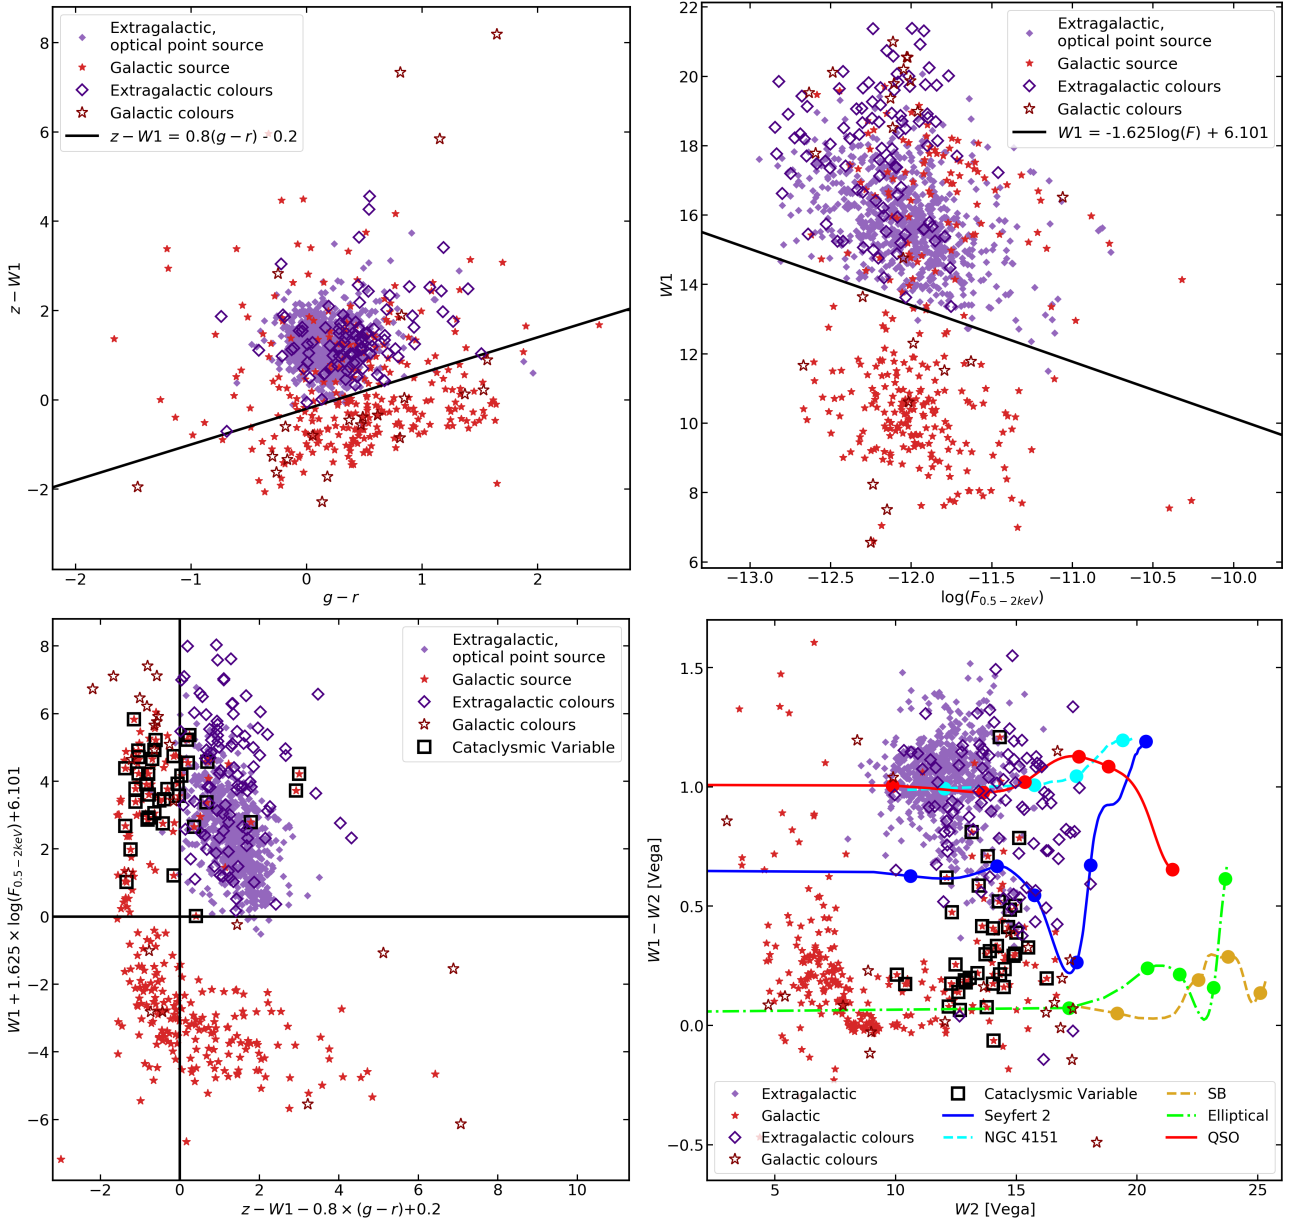 8
6
4
2
0
−2
−2
−1
0
1
2
z − W1
g − r
Extragalactic,
optical point source
Galactic source
Extragalactic colours
Galactic colours
z − W1 = 0.8(g − r) - 0.2
22
20
18
16
14
12
10
8
6
−13.0
−12.5
−12.0
−11.5
−11.0
−10.5
−10.0
W1
log(F0.5 − 2keV)
Extragalactic,
optical point source
Galactic source
Extragalactic colours
Galactic colours
W1 = -1.625log(F) + 6.101
8
6
4
2
0
−2
−4
−6
−2
0
2
4
6
8
10
W1 + 1.625 × log(F0.5 − 2keV)+6.101
z − W1 − 0.8 × (g − r)+0.2
Extragalactic,
optical point source
Galactic source
Extragalactic colours
Galactic colours
Cataclysmic Variable
1.5
1.0
0.5
0.0
−0.5
5
10
15
20
25
W1 − W2 [Vega]
W2 [Vega]
Extragalactic
Galactic
Extragalactic colours
Galactic colours
Cataclysmic Variable
Seyfert 2
NGC 4151
SB
Elliptical
QSO